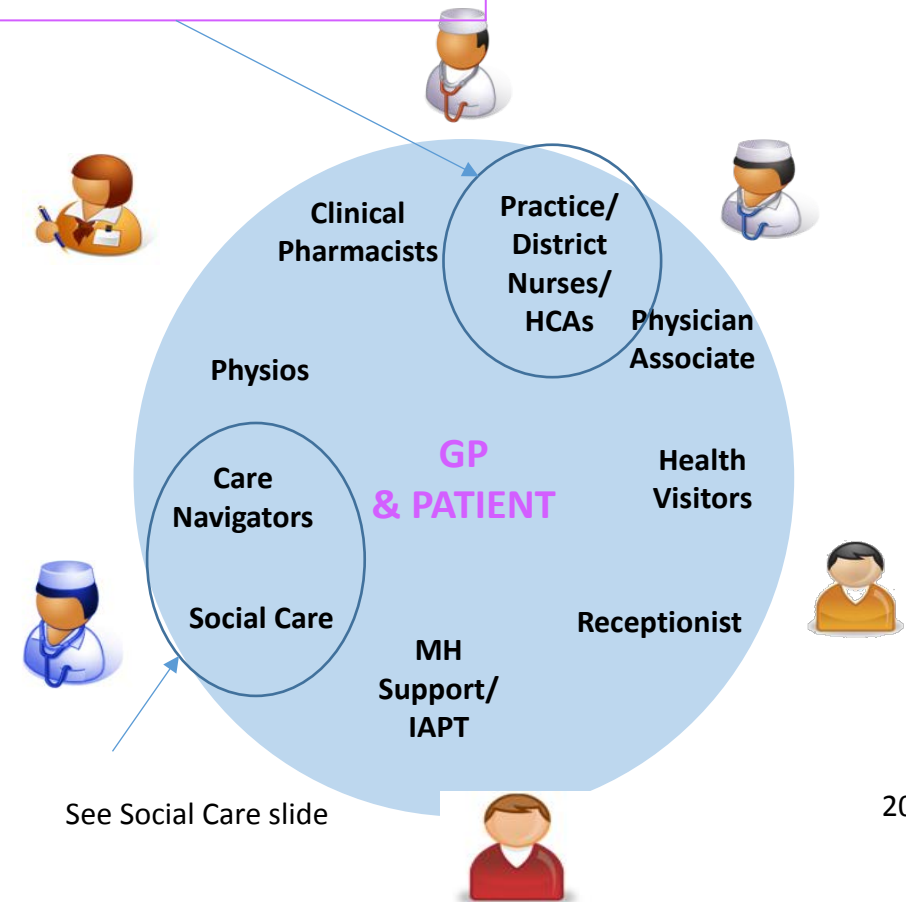 Clinical
Pharmacists
Practice/
District
Nurses/
HCAs
Physician
Associate
Physios
GP
& PATIENT
Health
Visitors
Care
Navigators
Social Care
Receptionist
MH
Support/
IAPT
See Social Care slide
20